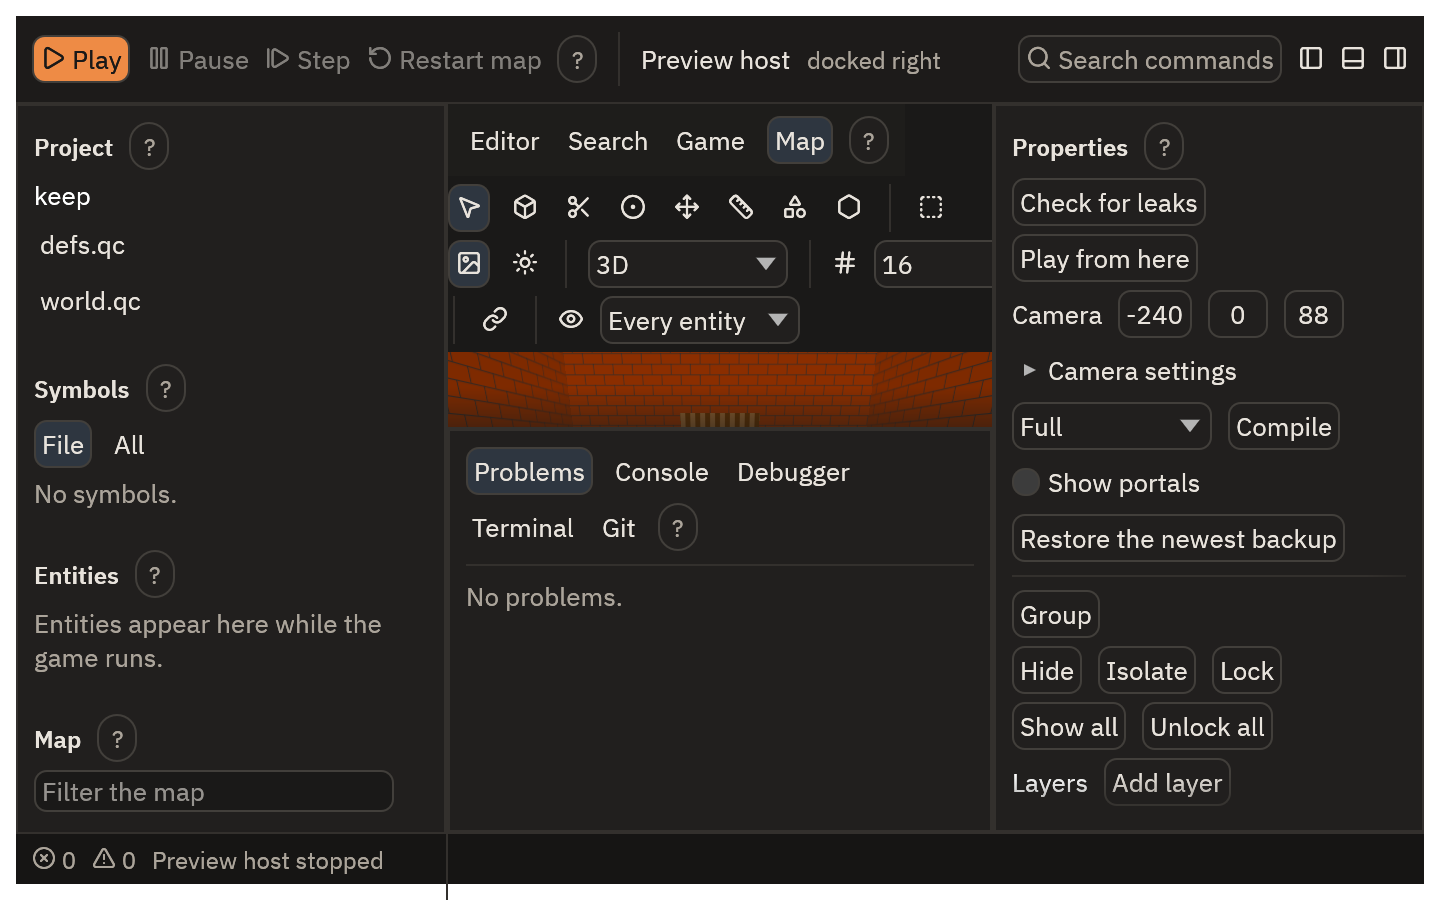 Play Pause Step Restart map ? Preview host docked right Search commands
Project ?
keep
defs.qc
world.qc
Symbols ?
File All
No symbols.
Entities ?
Entities appear here while the
game runs.
Map ?
Filter the map
Editor Search Game Map ?
3D # 16
Every entity
Problems Console Debugger
Terminal Git ?
No problems.
Properties ?
Check for leaks
Play from here
Camera -240 0 88
Camera settings
Full Compile
Show portals
Restore the newest backup
Group
Hide Isolate Lock
Show all Unlock all
Layers Add layer
0 0 Preview host stopped